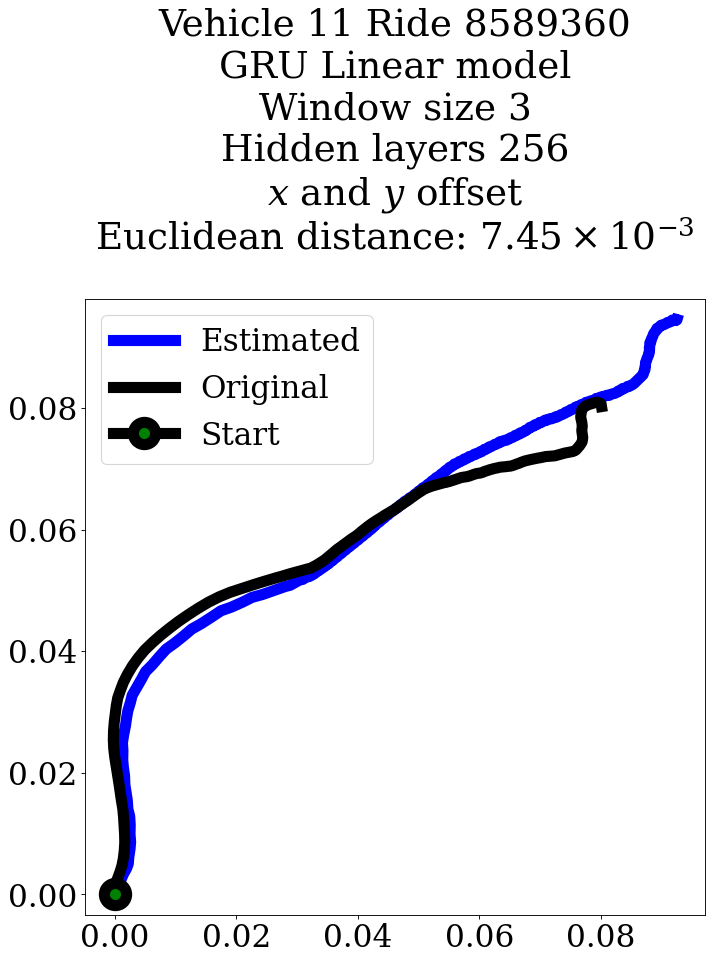 Vehicle 11 Ride 8589360
GRU Linear model
Window size 3
Hidden layers 256
x and y offset
Euclidean distance: 7.45 × 10⁻³
Estimated
Original
Start
0.08
0.06
0.04
0.02
0.00
0.00 0.02 0.04 0.06 0.08